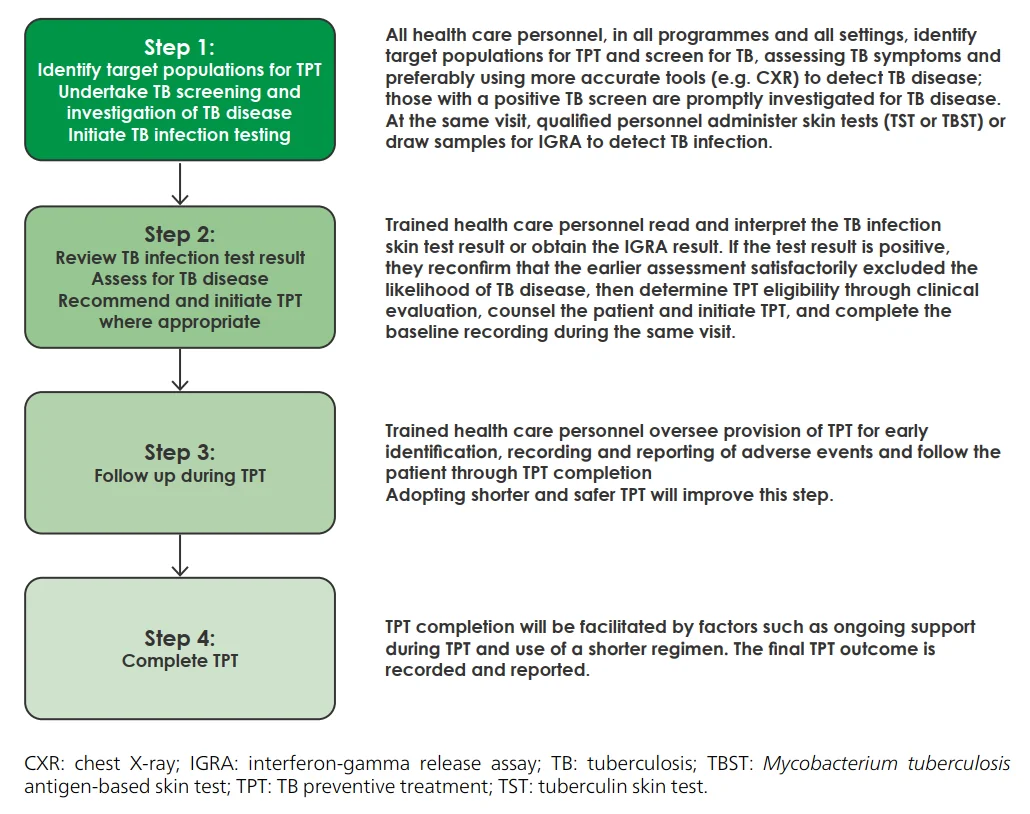 Step 1:
Identify target populations for TPT
Undertake TB screening and
investigation of TB disease
Initiate TB infection testing
All health care personnel, in all programmes and all settings, identify
target populations for TPT and screen for TB, assessing TB symptoms and
preferably using more accurate tools (e.g. CXR) to detect TB disease;
those with a positive TB screen are promptly investigated for TB disease.
At the same visit, qualified personnel administer skin tests (TST or TBST) or
draw samples for IGRA to detect TB infection.
Step 2:
Review TB infection test result
Assess for TB disease
Recommend and initiate TPT
where appropriate
Trained health care personnel read and interpret the TB infection
skin test result or obtain the IGRA result. If the test result is positive,
they reconfirm that the earlier assessment satisfactorily excluded the
likelihood of TB disease, then determine TPT eligibility through clinical
evaluation, counsel the patient and initiate TPT, and complete the
baseline recording during the same visit.
Step 3:
Follow up during TPT
Trained health care personnel oversee provision of TPT for early
identification, recording and reporting of adverse events and follow the
patient through TPT completion
Adopting shorter and safer TPT will improve this step.
Step 4:
Complete TPT
TPT completion will be facilitated by factors such as ongoing support
during TPT and use of a shorter regimen. The final TPT outcome is
recorded and reported.
CXR: chest X-ray; IGRA: interferon-gamma release assay; TB: tuberculosis; TBST: Mycobacterium tuberculosis
antigen-based skin test; TPT: TB preventive treatment; TST: tuberculin skin test.